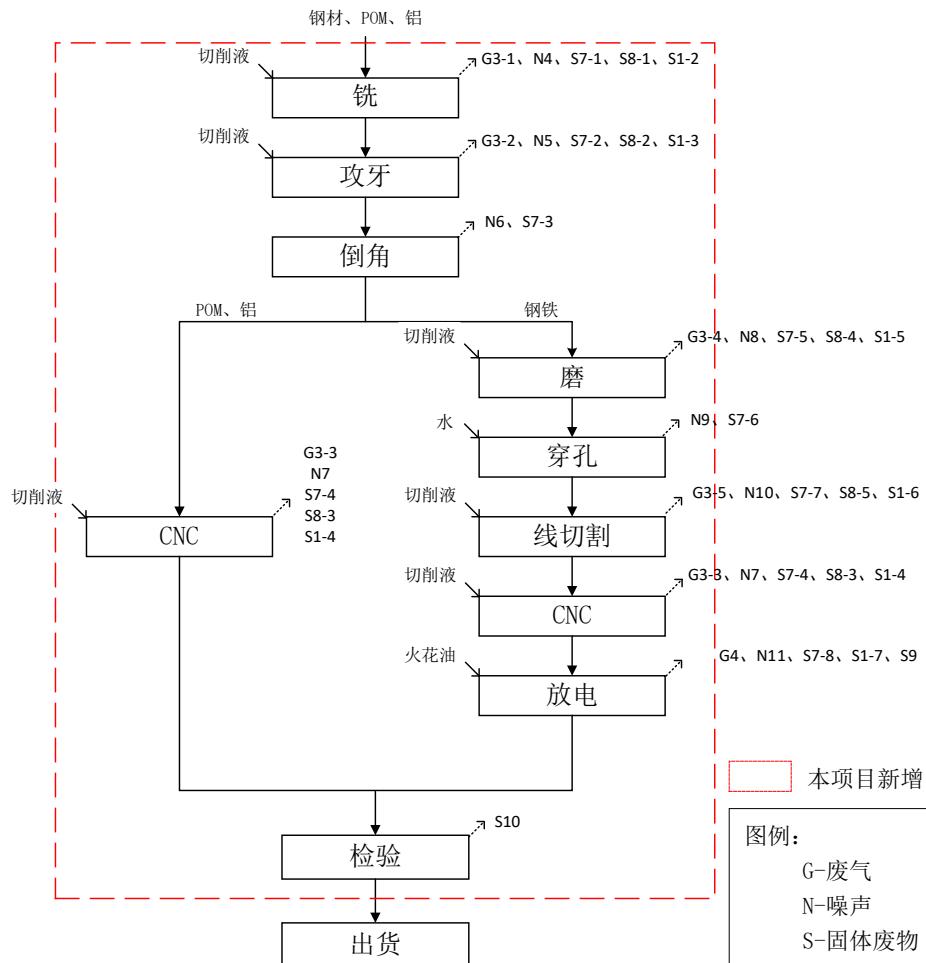 钢材、POM、铝
切削液
G3-1、N4、S7-1、S8-1、S1-2
铣
切削液
G3-2、N5、S7-2、S8-2、S1-3
攻牙
N6、S7-3
倒角
POM、铝
钢铁
切削液
G3-4、N8、S7-5、S8-4、S1-5
磨
水
N9、S7-6
穿孔
G3-3
N7
S7-4
S8-3
S1-4
切削液
CNC
切削液
G3-5、N10、S7-7、S8-5、S1-6
线切割
切削液
G3-3、N7、S7-4、S8-3、S1-4
CNC
火花油
G4、N11、S7-8、S1-7、S9
放电
本项目新增
S10
检验
出货
图例：
G-废气
N-噪声
S-固体废物